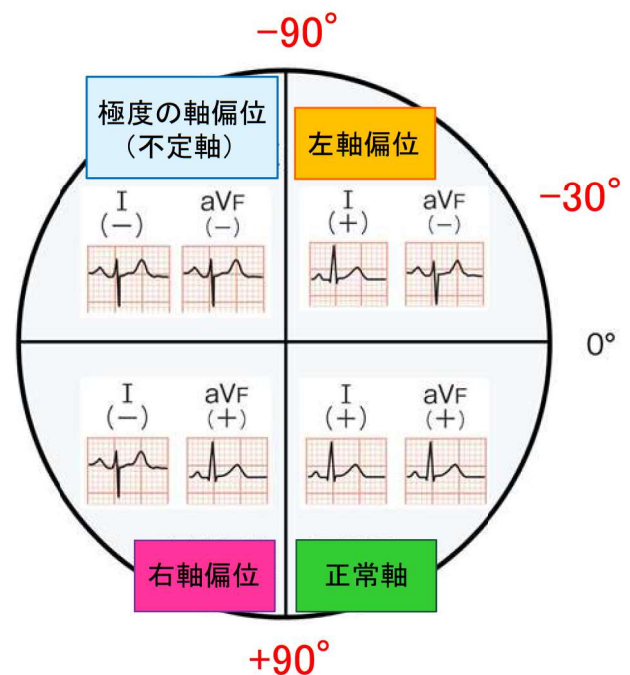 −90°
極度の軸偏位
（不定軸）
左軸偏位
−30°
I aVF
(−) (−)
I aVF
(+) (−)
0°
I aVF
(−) (+)
I aVF
(+) (+)
右軸偏位
正常軸
+90°